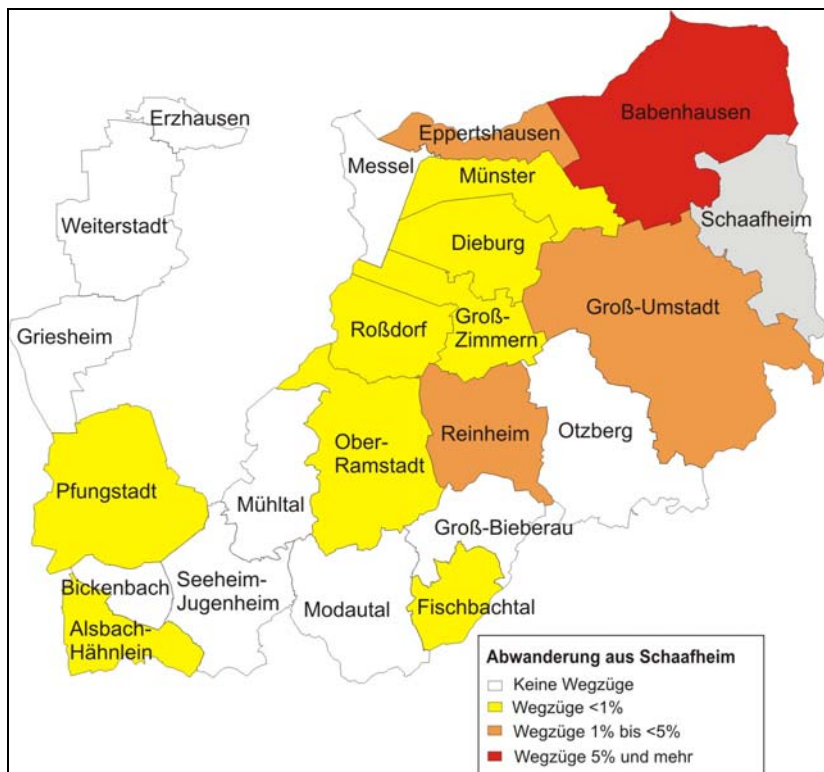 Erzhausen
Babenhausen
Eppertshausen
Messel
Münster
Weiterstadt
Schaafheim
Dieburg
Groß-Umstadt
Griesheim
Roßdorf
Groß-
Zimmern
Reinheim
Otzberg
Ober-
Ramstadt
Pfungstadt
Mühltal
Groß-Bieberau
Bickenbach
Seeheim-
Jugenheim
Modautal
Fischbachtal
Alsbach-
Hähnlein
Abwanderung aus Schaafheim
Keine Wegzüge
Wegzüge <1%
Wegzüge 1% bis <5%
Wegzüge 5% und mehr